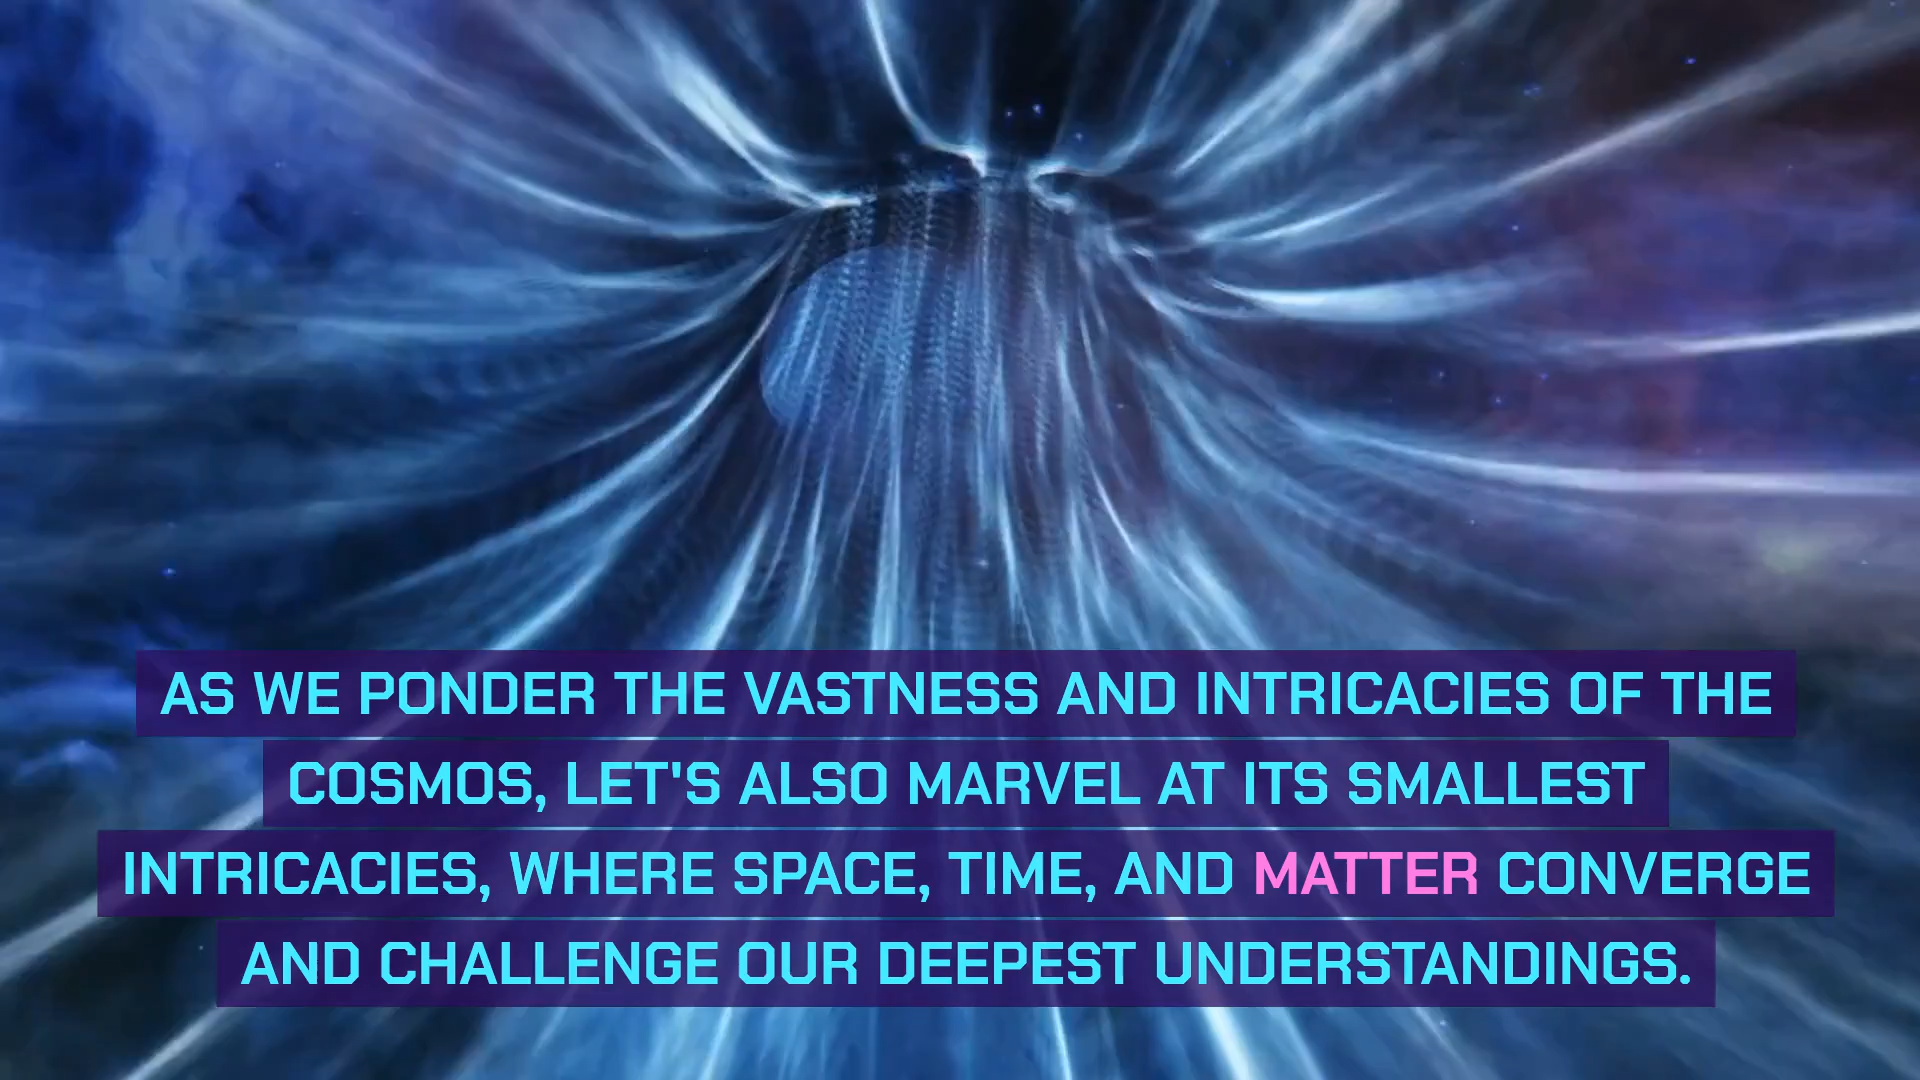 AS WE PONDER THE VASTNESS AND INTRICACIES OF THE
COSMOS, LET'S ALSO MARVEL AT ITS SMALLEST
INTRICACIES, WHERE SPACE, TIME, AND MATTER CONVERGE
AND CHALLENGE OUR DEEPEST UNDERSTANDINGS.